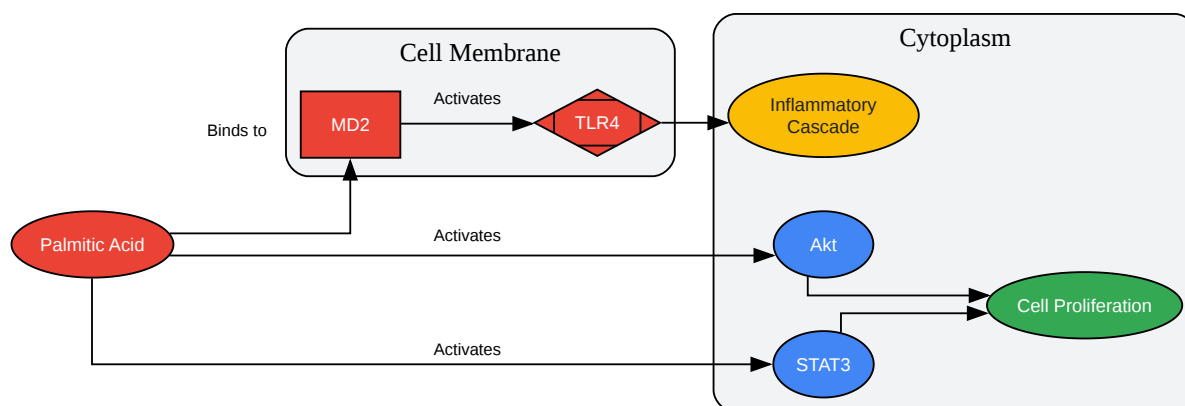 Cell Membrane
Cytoplasm
Binds to
MD2
Activates
TLR4
Inflammatory
Cascade
Palmitic Acid
Activates
Akt
Cell Proliferation
Activates
STAT3